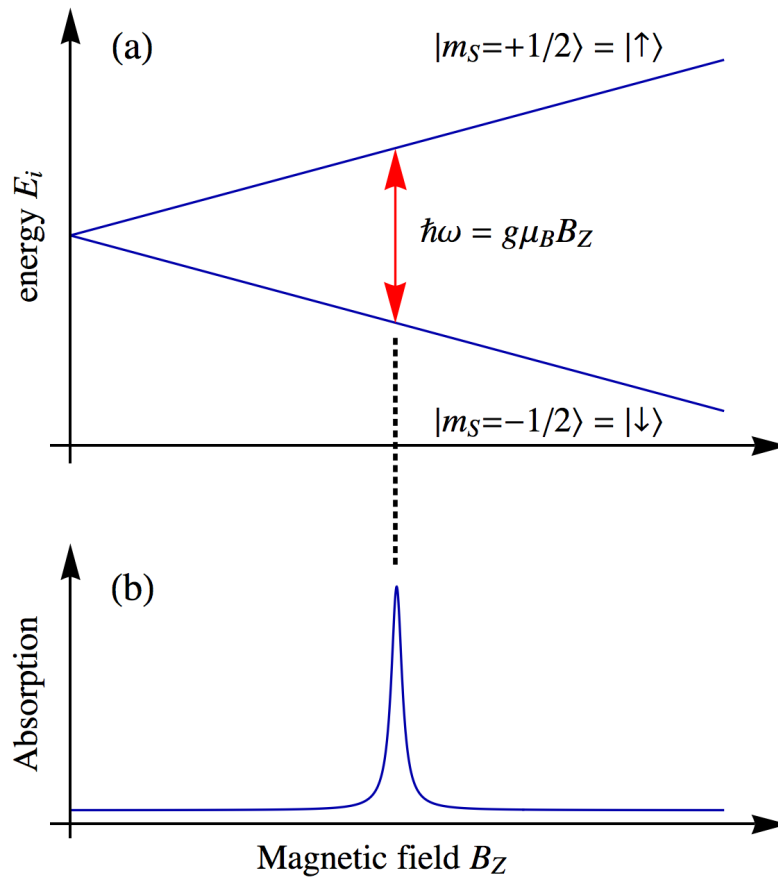 (a)
|m_S=+1/2⟩ = |↑⟩
energy E_i
ℏω = gμ_B B_Z
|m_S=−1/2⟩ = |↓⟩
(b)
Absorption
Magnetic field B_Z